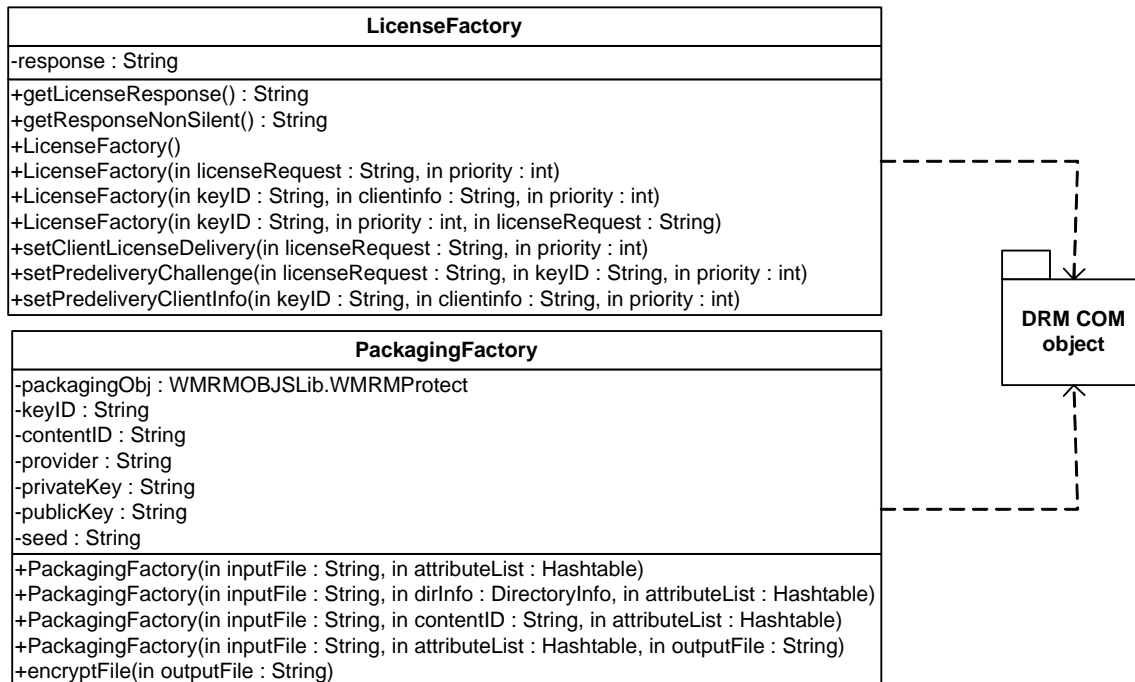 LicenseFactory
-response : String
+getLicenseResponse() : String
+getResponseNonSilent() : String
+LicenseFactory()
+LicenseFactory(in licenseRequest : String, in priority : int)
+LicenseFactory(in keyID : String, in clientinfo : String, in priority : int)
+LicenseFactory(in keyID : String, in priority : int, in licenseRequest : String)
+setClientLicenseDelivery(in licenseRequest : String, in priority : int)
+setPredeliveryChallenge(in licenseRequest : String, in keyID : String, in priority : int)
+setPredeliveryClientInfo(in keyID : String, in clientinfo : String, in priority : int)
DRM COM
object
PackagingFactory
-packagingObj : WMRMOBJSLib.WMRMProtect
-keyID : String
-contentID : String
-provider : String
-privateKey : String
-publicKey : String
-seed : String
+PackagingFactory(in inputFile : String, in attributeList : Hashtable)
+PackagingFactory(in inputFile : String, in dirInfo : DirectoryInfo, in attributeList : Hashtable)
+PackagingFactory(in inputFile : String, in contentID : String, in attributeList : Hashtable)
+PackagingFactory(in inputFile : String, in attributeList : Hashtable, in outputFile : String)
+encryptFile(in outputFile : String)